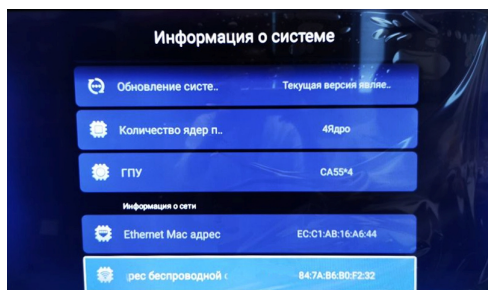 Информация о системе
Обновление систе.. Текущая версия являе..
Количество ядер п.. 4Ядро
ГПУ CA55*4
Информация о сети
Ethernet Mac адрес EC:C1:AB:16:A6:44
рес беспроводной 84:7A:B6:B0:F2:32